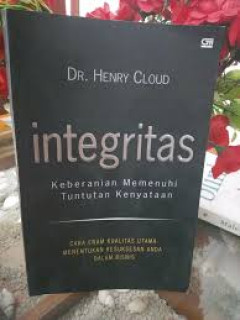 DR. HENRY CLOUD
integritas
Keberanian Memenuhi
Tuntutan Kenyataan
CARA ENAM KUALITAS UTAMA
MENENTUKAN KESUKSESAN ANDA
DALAM BISNIS